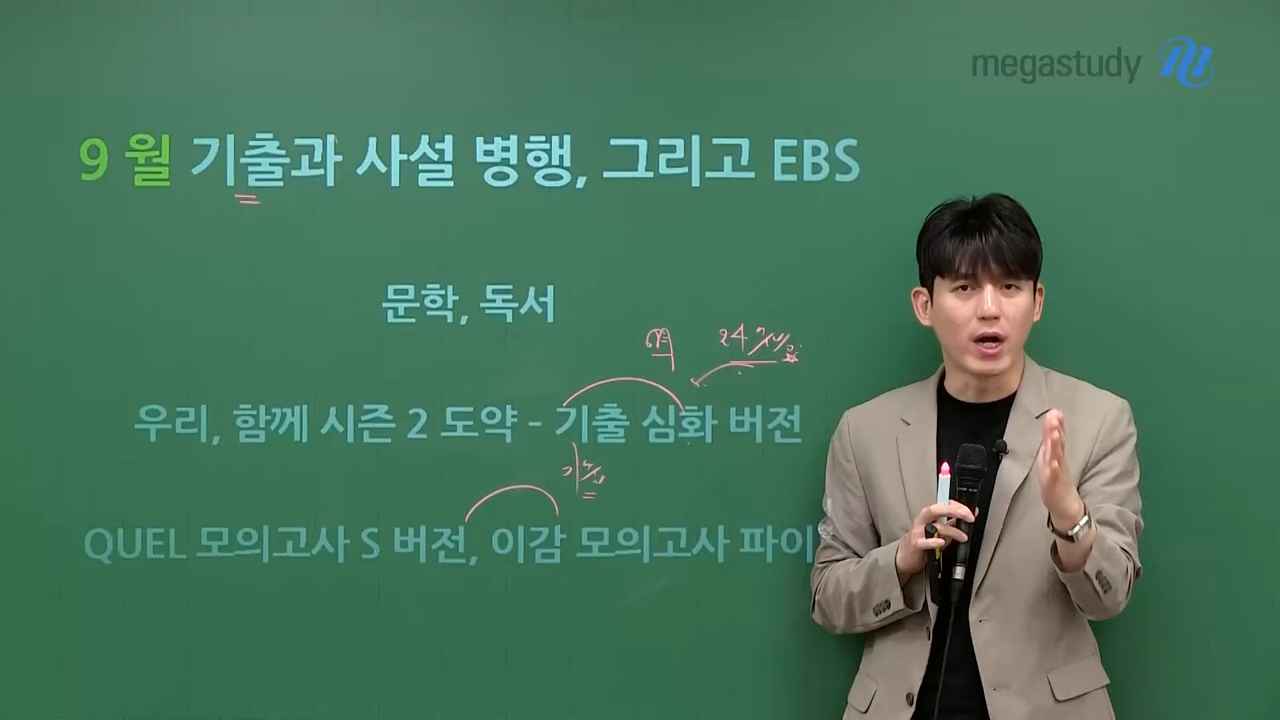 megastudy
9월 기출과 사설 병행, 그리고 EBS
문학, 독서
24
우리, 함께 시즌 2 도약 - 기출 심화 버전
QUEL 모의고사 S 버전, 이감 모의고사 파이